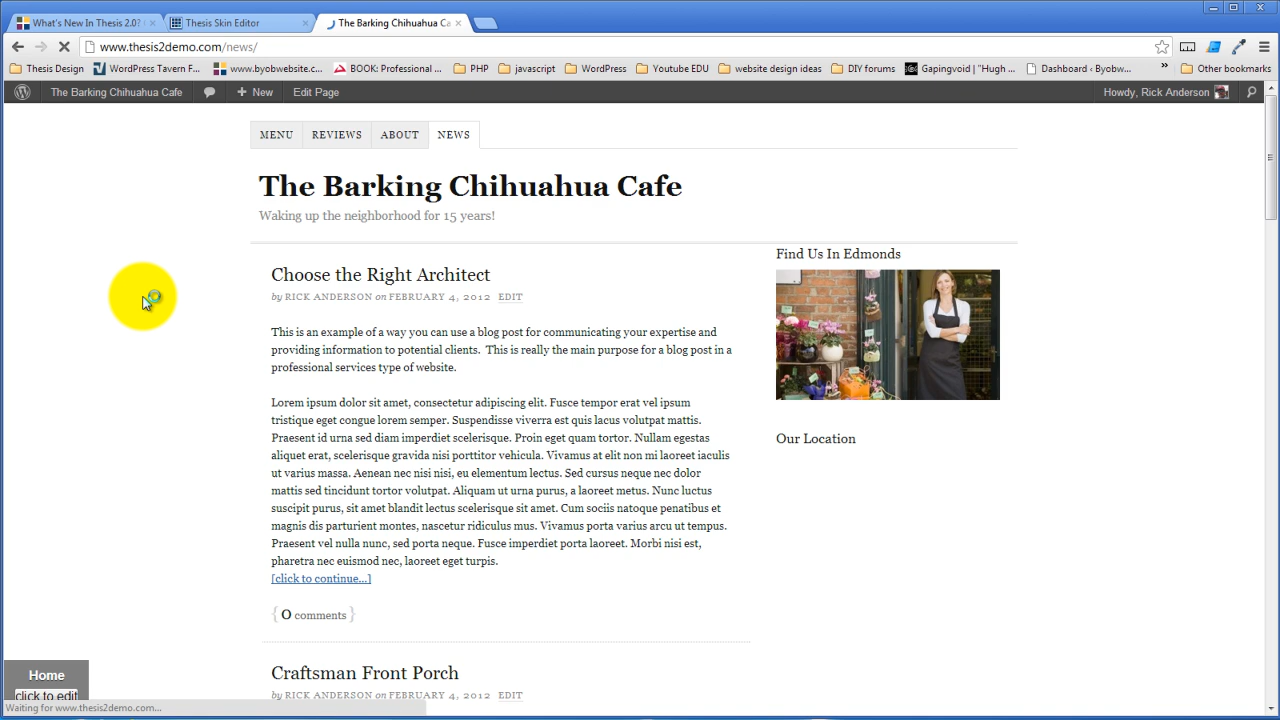 What's New In Thesis 2.0?
Thesis Skin Editor
The Barking Chihuahua Ca
www.thesis2demo.com/news/
Thesis Design
WordPress Tavern F...
www.byobwebsite.c...
BOOK: Professional ...
PHP
javascript
WordPress
Youtube EDU
website design ideas
DIY forums
Gapingvoid | "Hugh ...
Dashboard ‹ Byobw...
»
Other bookmarks
The Barking Chihuahua Cafe
+ New
Edit Page
Howdy, Rick Anderson
MENU
REVIEWS
ABOUT
NEWS
The Barking Chihuahua Cafe
Waking up the neighborhood for 15 years!
Choose the Right Architect
by RICK ANDERSON on FEBRUARY 4, 2012 EDIT
This is an example of a way you can use a blog post for communicating your expertise and
providing information to potential clients. This is really the main purpose for a blog post in a
professional services type of website.
Lorem ipsum dolor sit amet, consectetur adipiscing elit. Fusce tempor erat vel ipsum
tristique eget congue lorem semper. Suspendisse viverra est quis lacus volutpat mattis.
Praesent id urna sed diam imperdiet scelerisque. Proin eget quam tortor. Nullam egestas
aliquet erat, scelerisque gravida nisi porttitor vehicula. Vivamus at elit non mi laoreet iaculis
ut varius massa. Aenean nec nisi nisi, eu elementum lectus. Sed cursus neque nec dolor
mattis sed tincidunt tortor volutpat. Aliquam ut urna purus, a laoreet metus. Nunc luctus
suscipit purus, sit amet blandit lectus scelerisque sit amet. Cum sociis natoque penatibus et
magnis dis parturient montes, nascetur ridiculus mus. Vivamus porta varius arcu ut tempus.
Praesent vel nulla nunc, sed porta neque. Fusce imperdiet porta laoreet. Morbi nisi est,
pharetra nec euismod nec, laoreet eget turpis.
[click to continue...]
{ 0 comments }
Craftsman Front Porch
by RICK ANDERSON on FEBRUARY 4, 2012 EDIT
Find Us In Edmonds
Our Location
Home
click to edit
Waiting for www.thesis2demo.com...